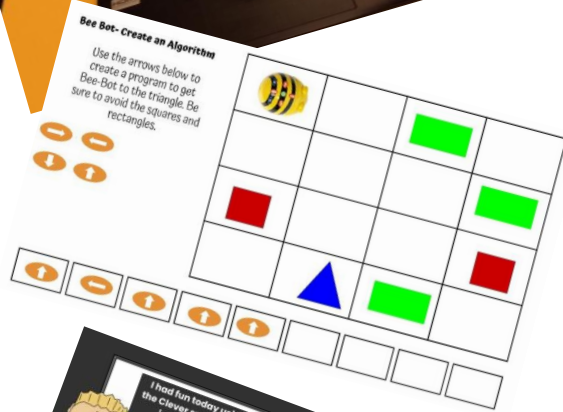 Bee Bot- Create an Algorithm
Use the arrows below to
create a program to get
Bee-Bot to the triangle. Be
sure to avoid the squares and
rectangles.
I had fun today
the Clever